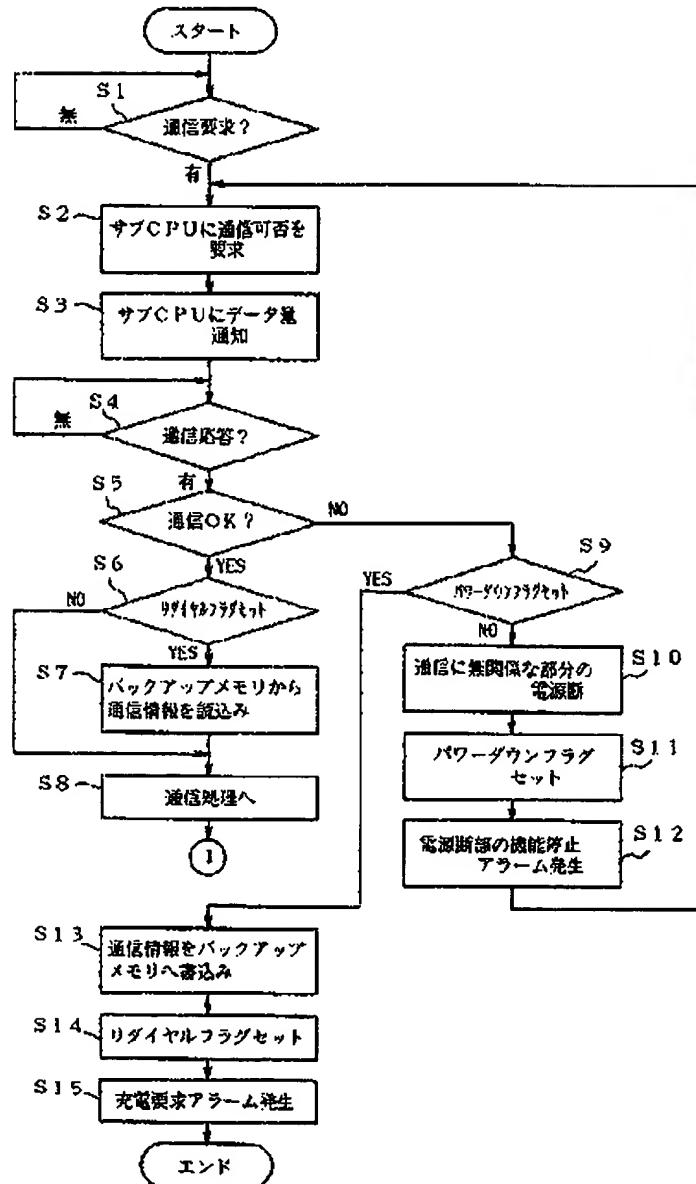 スタート
S1
通信要求?
無
有
S2
サブCPUに通信可否を
要求
S3
サブCPUにデータ量
通知
S4
通信応答?
無
有
S5
通信OK?
NO
YES
S6
リダイヤルフラグセット
NO
YES
S7
バックアップメモリから
通信情報を読込み
S8
通信処理へ
1
S9
パワーダウンフラグセット
YES
NO
S10
通信に無関係な部分の
電源断
S11
パワーダウンフラグ
セット
S12
電源断部の機能停止
アラーム発生
S13
通信情報をバックアップ
メモリへ書込み
S14
リダイヤルフラグセット
S15
充電要求アラーム発生
エンド